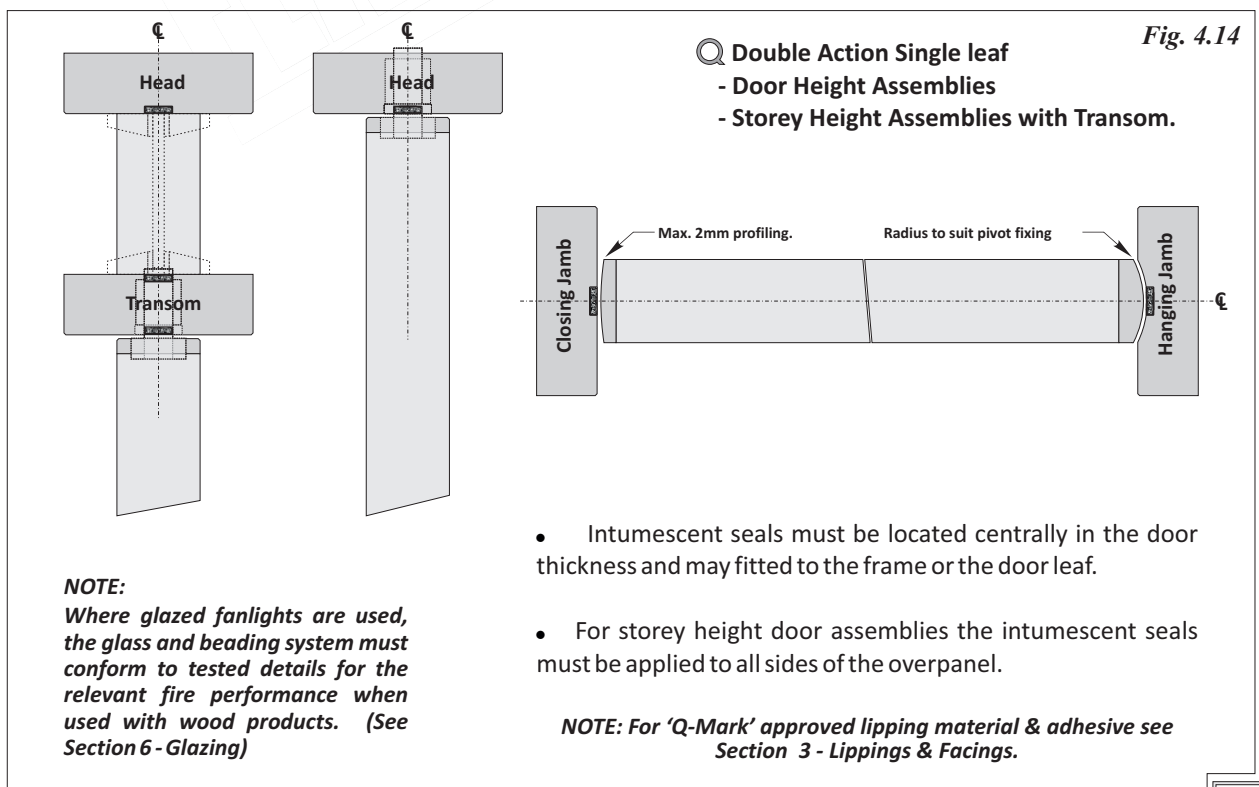 Fig. 4.14
℄
℄
Head
Head
Transom
Double Action Single leaf
- Door Height Assemblies
- Storey Height Assemblies with Transom.
Closing Jamb
Max. 2mm profiling.
Radius to suit pivot fixing
Hanging Jamb
℄
NOTE:
Where glazed fanlights are used,
the glass and beading system must
conform to tested details for the
relevant fire performance when
used with wood products. (See
Section 6 - Glazing)
• Intumescent seals must be located centrally in the door
thickness and may fitted to the frame or the door leaf.
• For storey height door assemblies the intumescent seals
must be applied to all sides of the overpanel.
NOTE: For ‘Q-Mark’ approved lipping material & adhesive see
Section 3 - Lippings & Facings.